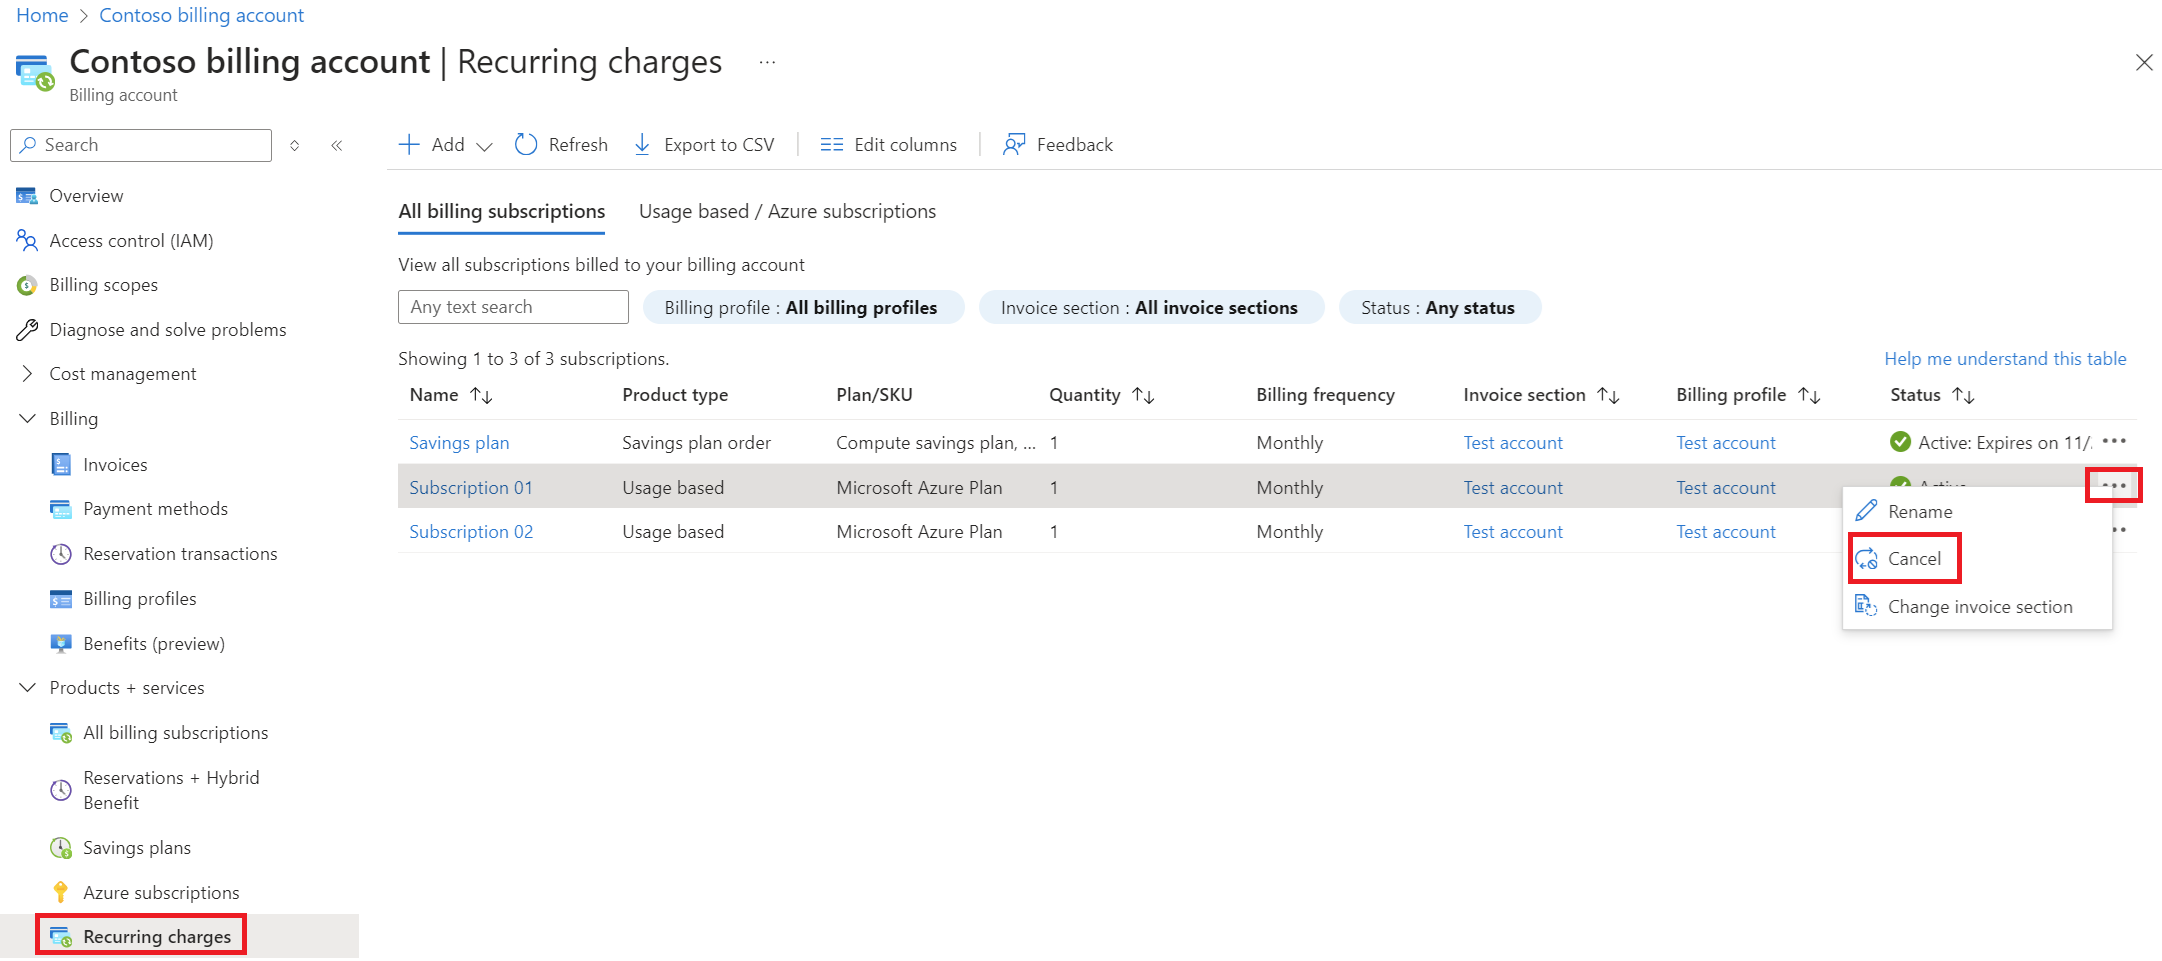 Home > Contoso billing account
Contoso billing account | Recurring charges ...
Billing account
Search
Add
Refresh
Export to CSV
Edit columns
Feedback
Overview
Access control (IAM)
Billing scopes
Diagnose and solve problems
Cost management
Billing
Invoices
Payment methods
Reservation transactions
Billing profiles
Benefits (preview)
Products + services
All billing subscriptions
Reservations + Hybrid
Benefit
Savings plans
Azure subscriptions
Recurring charges
All billing subscriptions
Usage based / Azure subscriptions
View all subscriptions billed to your billing account
Any text search
Billing profile : All billing profiles
Invoice section : All invoice sections
Status : Any status
Showing 1 to 3 of 3 subscriptions.
Help me understand this table
Name Product type Plan/SKU Quantity Billing frequency Invoice section Billing profile Status
Savings plan Savings plan order Compute savings plan, ... 1 Monthly Test account Test account Active: Expires on 11/
Subscription 01 Usage based Microsoft Azure Plan 1 Monthly Test account Test account
Subscription 02 Usage based Microsoft Azure Plan 1 Monthly Test account Test account
Rename
Cancel
Change invoice section